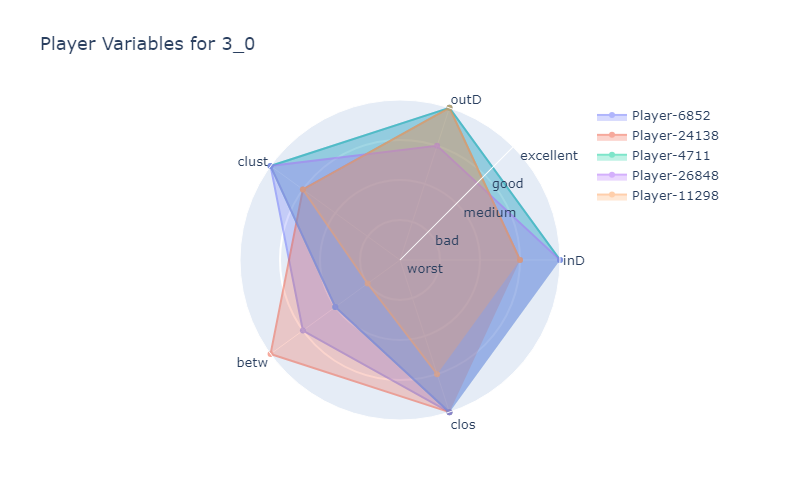 Player Variables for 3_0
outD
clust
excellent
good
medium
bad
worst
inD
betw
clos
Player-6852
Player-24138
Player-4711
Player-26848
Player-11298